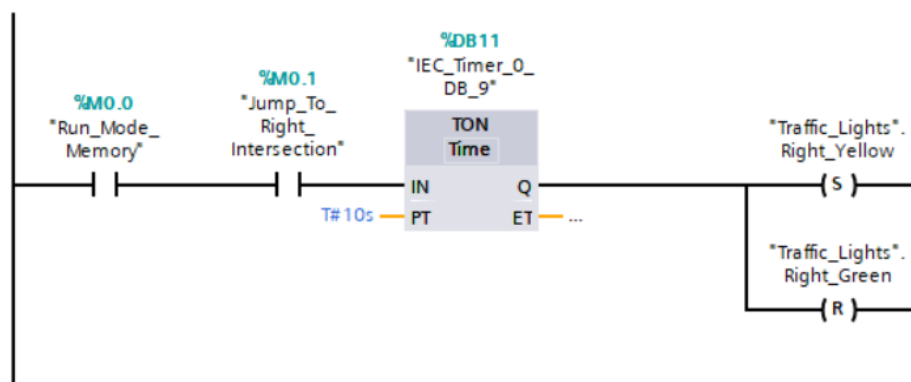 %DB11
"IEC_Timer_0_
DB_9"
%M0.0
"Run_Mode_
Memory"
%M0.1
"Jump_To_
Right_
Intersection"
TON
Time
IN
Q
T#10s
PT
ET
...
"Traffic_Lights".
Right_Yellow
S
"Traffic_Lights".
Right_Green
R